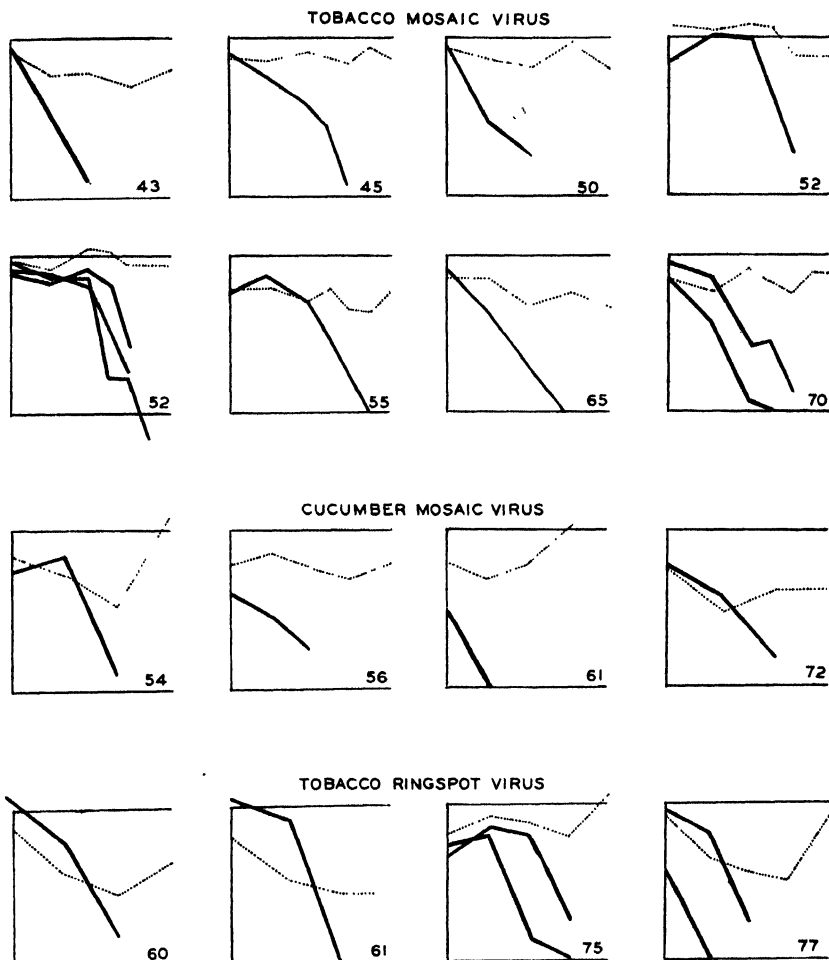 TOBACCO MOSAIC VIRUS
43 45 50 52
52 55 65 70
CUCUMBER MOSAIC VIRUS
54 56 61 72
TOBACCO RINGSPOT VIRUS
60 61 75 77